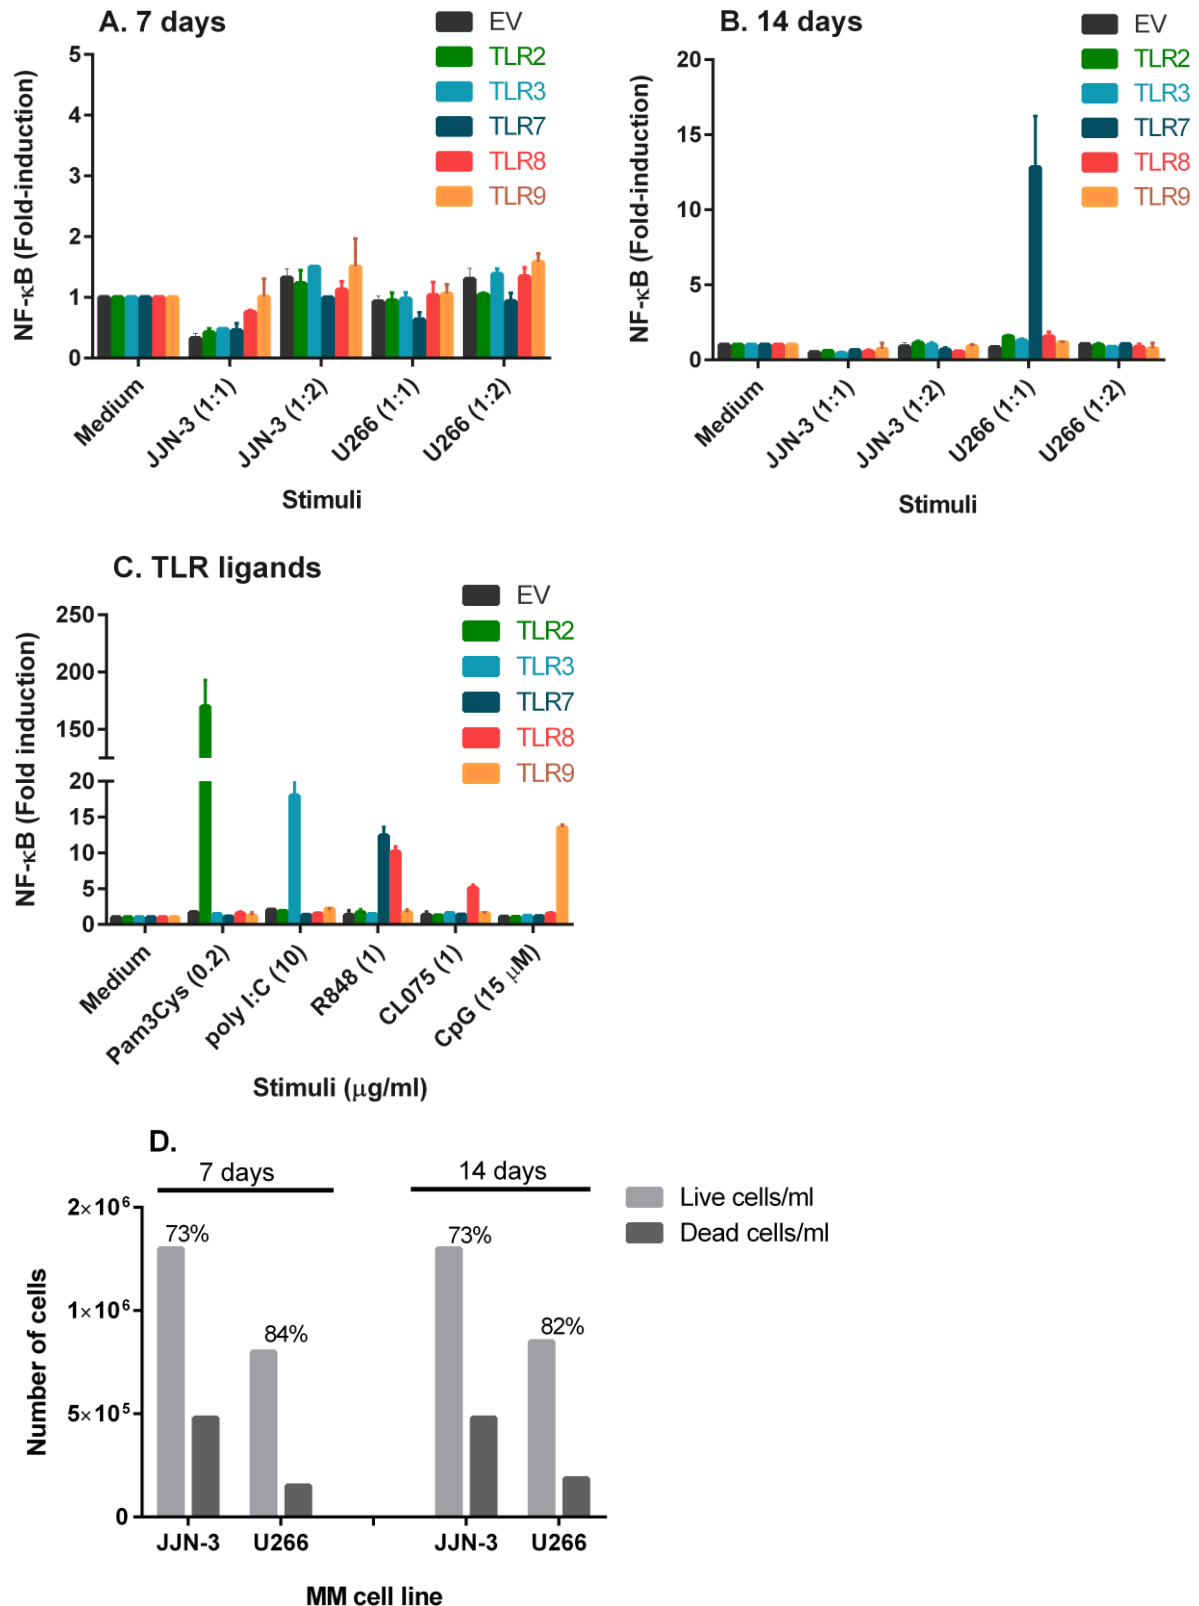 A. 7 days
EV
TLR2
TLR3
TLR7
TLR8
TLR9
NF-κB (Fold-induction)
5
4
3
2
1
0
Medium
JJN-3 (1:1)
JJN-3 (1:2)
U266 (1:1)
U266 (1:2)
Stimuli
B. 14 days
EV
TLR2
TLR3
TLR7
TLR8
TLR9
NF-κB (Fold-induction)
20
15
10
5
0
Medium
JJN-3 (1:1)
JJN-3 (1:2)
U266 (1:1)
U266 (1:2)
Stimuli
C. TLR ligands
EV
TLR2
TLR3
TLR7
TLR8
TLR9
NF-κB (Fold induction)
250
200
150
20
15
10
5
0
Medium
Pam3Cys (0.2)
poly I:C (10)
R848 (1)
CL075 (1)
CpG (15 μM)
Stimuli (μg/ml)
D.
7 days
14 days
Live cells/ml
Dead cells/ml
Number of cells
2×10⁶
1×10⁶
5×10⁵
0
73%
84%
73%
82%
JJN-3
U266
JJN-3
U266
MM cell line